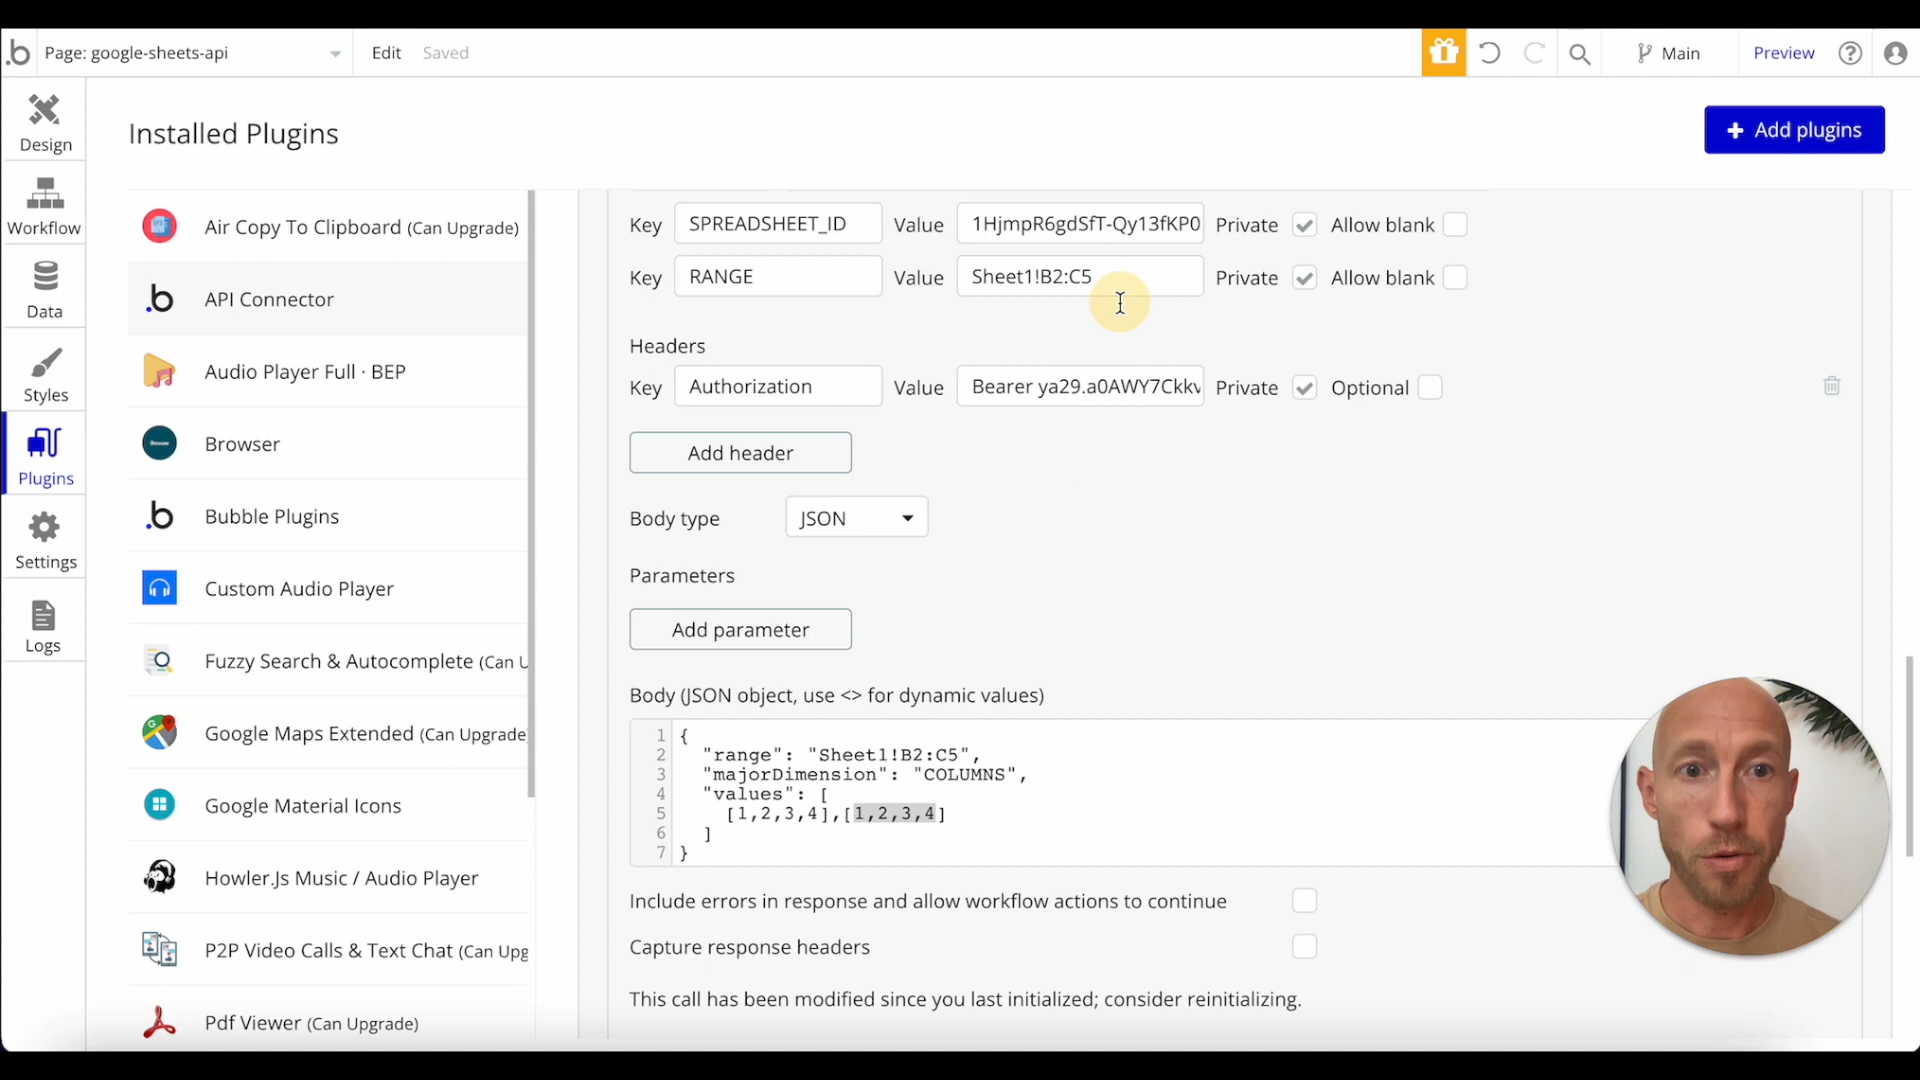 Page: google-sheets-api
Edit
Saved
Main
Preview
Design
Workflow
Data
Styles
Plugins
Settings
Logs
Installed Plugins
+ Add plugins
Air Copy To Clipboard (Can Upgrade)
API Connector
Audio Player Full · BEP
Browser
Bubble Plugins
Custom Audio Player
Fuzzy Search & Autocomplete (Can U
Google Maps Extended (Can Upgrade
Google Material Icons
Howler.Js Music / Audio Player
P2P Video Calls & Text Chat (Can Upg
Pdf Viewer (Can Upgrade)
Key SPREADSHEET_ID Value 1HjmpR6gdSfT-Qy13fKP0 Private Allow blank
Key RANGE Value Sheet1!B2:C5 Private Allow blank
Headers
Key Authorization Value Bearer ya29.a0AWY7Ckkv Private Optional
Add header
Body type JSON
Parameters
Add parameter
Body (JSON object, use <> for dynamic values)
1 {
2 "range": "Sheet1!B2:C5",
3 "majorDimension": "COLUMNS",
4 "values": [
5 [1,2,3,4],[1,2,3,4]
6 ]
7 }
Include errors in response and allow workflow actions to continue
Capture response headers
This call has been modified since you last initialized; consider reinitializing.